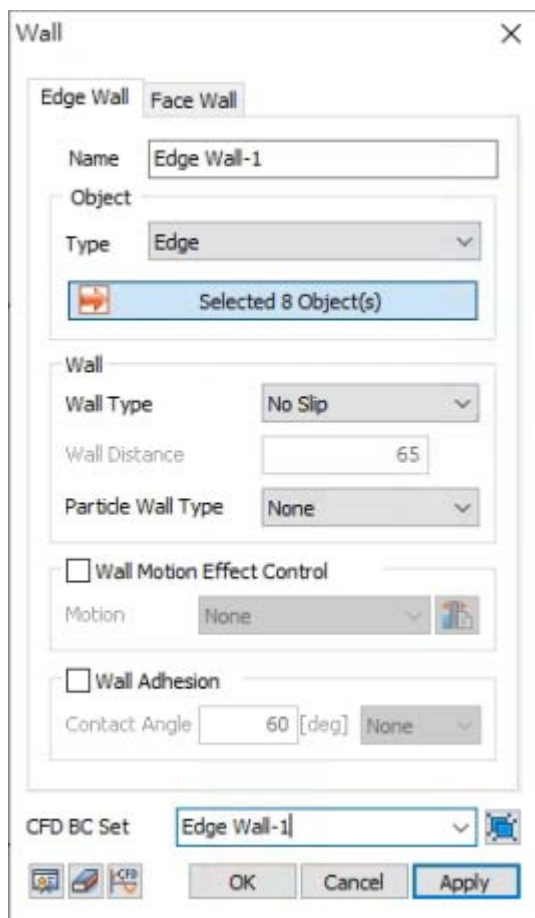 Wall
Edge Wall Face Wall
Name Edge Wall-1
Object
Type Edge
Selected 8 Object(s)
Wall
Wall Type No Slip
Wall Distance 65
Particle Wall Type None
Wall Motion Effect Control
Motion None
Wall Adhesion
Contact Angle 60 [deg] None
CFD BC Set Edge Wall-1
CFD OK Cancel Apply